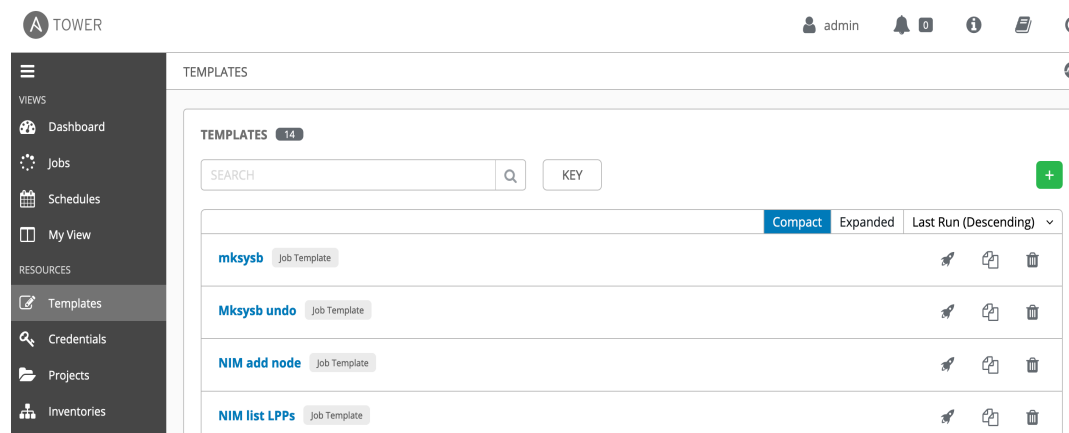 A TOWER
admin
0
TEMPLATES
VIEWS
Dashboard
Jobs
Schedules
My View
RESOURCES
Templates
Credentials
Projects
Inventories
TEMPLATES 14
SEARCH
KEY
+
Compact Expanded Last Run (Descending)
mksysb Job Template
Mksysb undo Job Template
NIM add node Job Template
NIM list LPPs Job Template